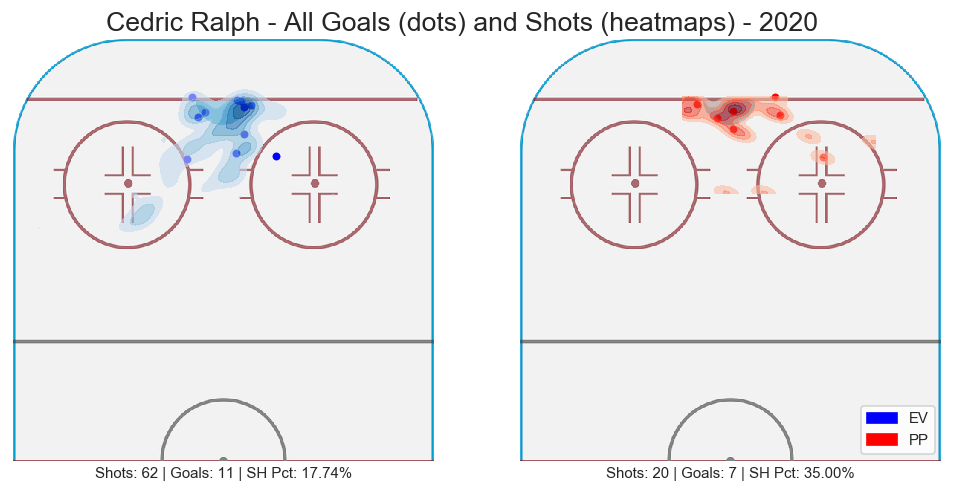 Cedric Ralph - All Goals (dots) and Shots (heatmaps) - 2020
EV
PP
Shots: 62 | Goals: 11 | SH Pct: 17.74%
Shots: 20 | Goals: 7 | SH Pct: 35.00%